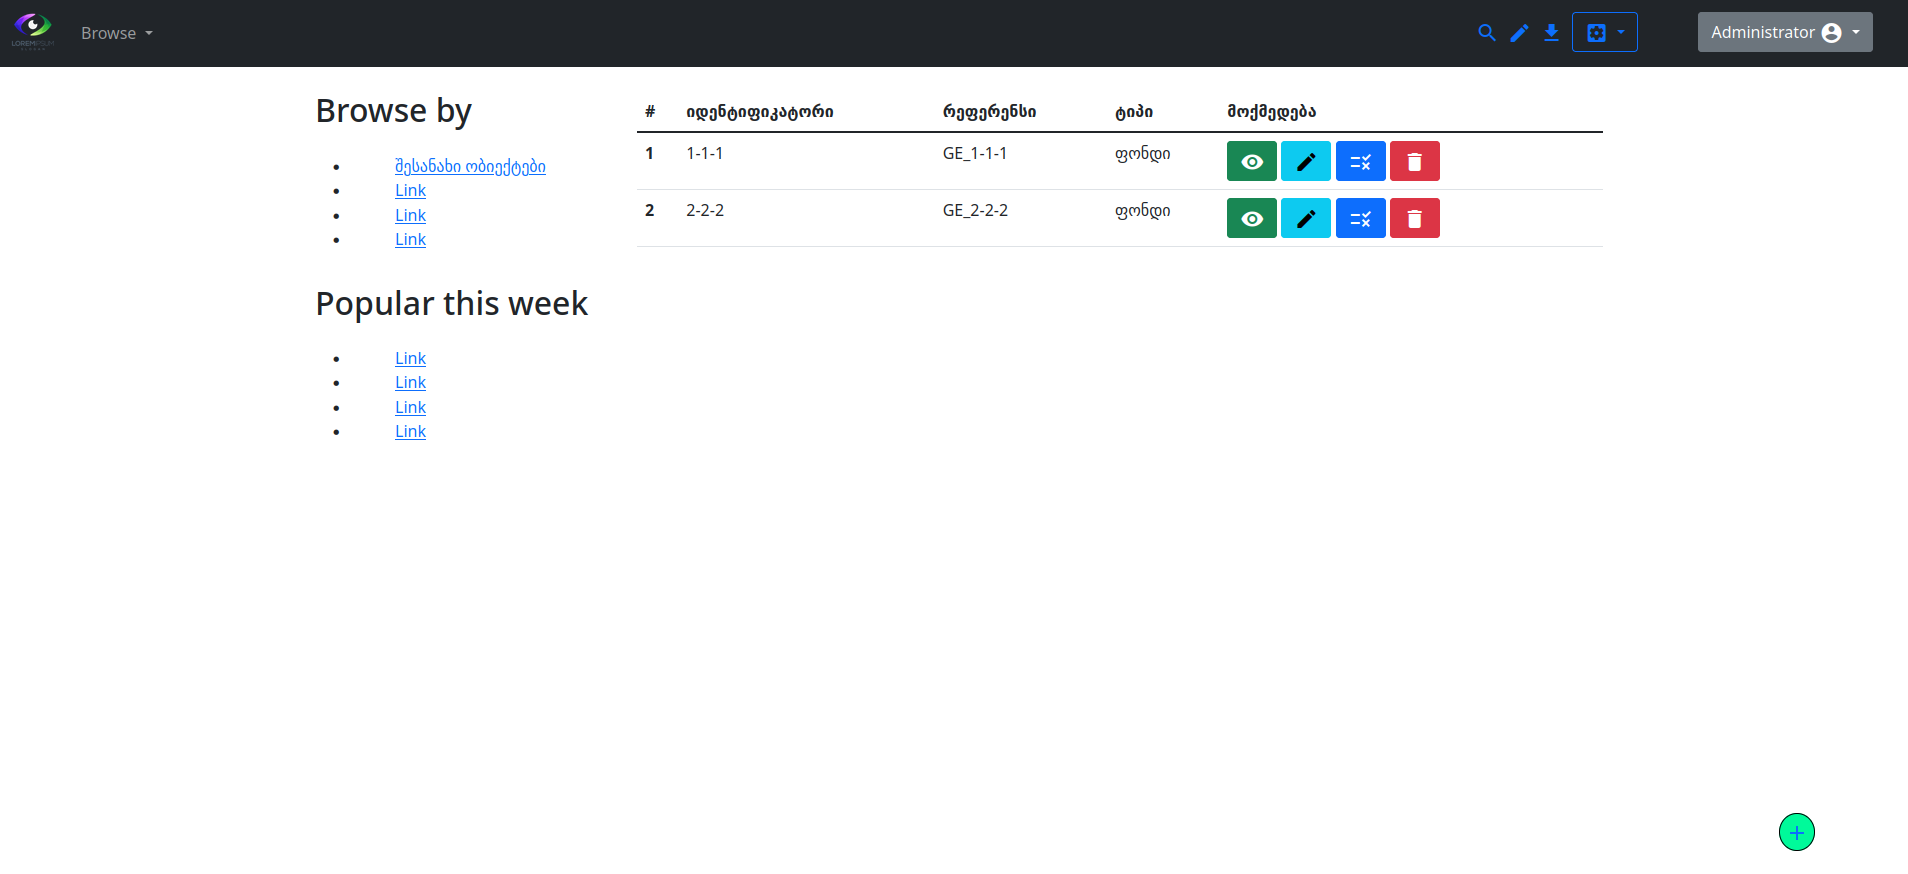 LOREMIPSUM
Browse
Administrator
Browse by
შესანახი ობიექტები
Link
Link
Link
Popular this week
Link
Link
Link
Link
# იდენტიფიკატორი რეფერენსი ტიპი მოქმედება
1 1-1-1 GE_1-1-1 ფონდი
2 2-2-2 GE_2-2-2 ფონდი